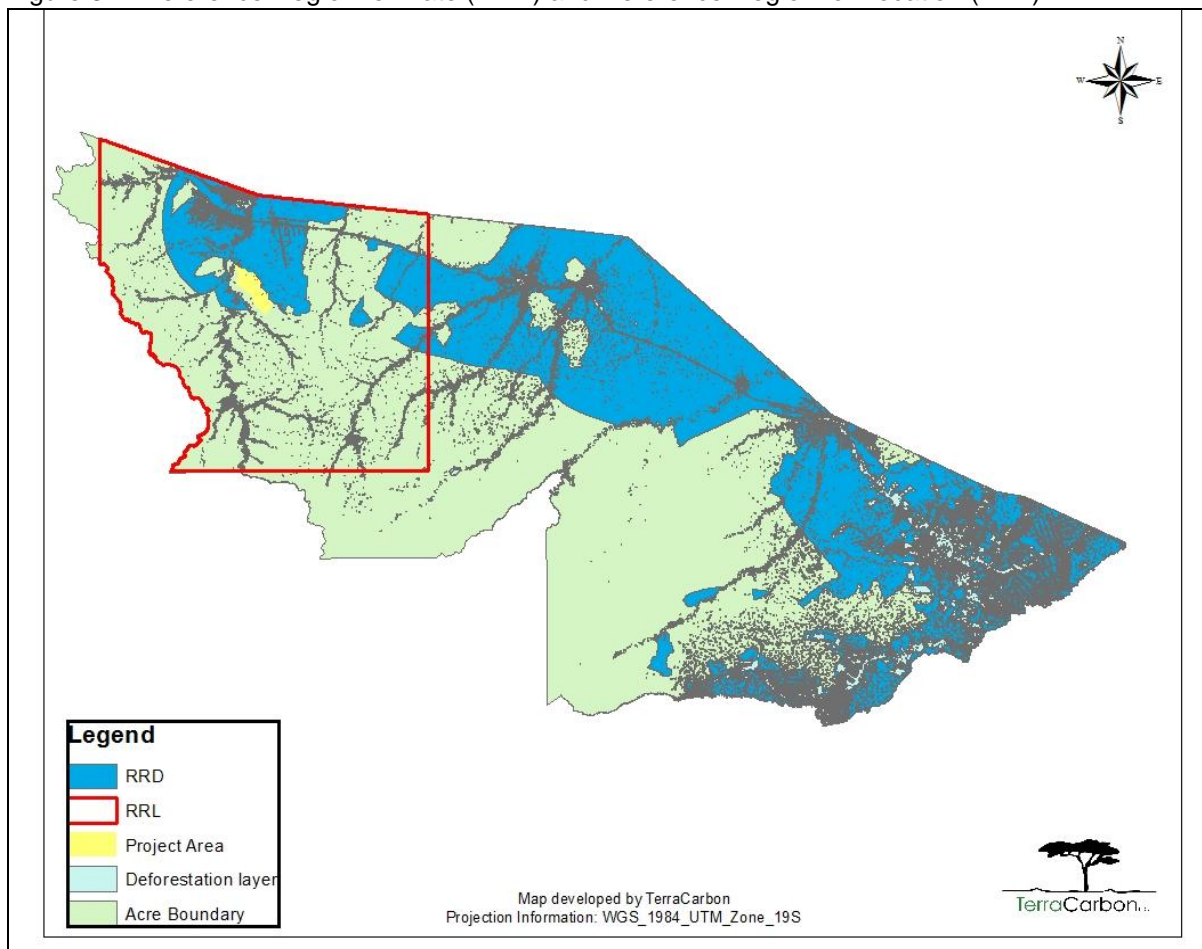 N
W E
S
Legend
RRD
RRL
Project Area
Deforestation layer
Acre Boundary
Map developed by TerraCarbon
Projection Information: WGS_1984_UTM_Zone_19S
TerraCarbon